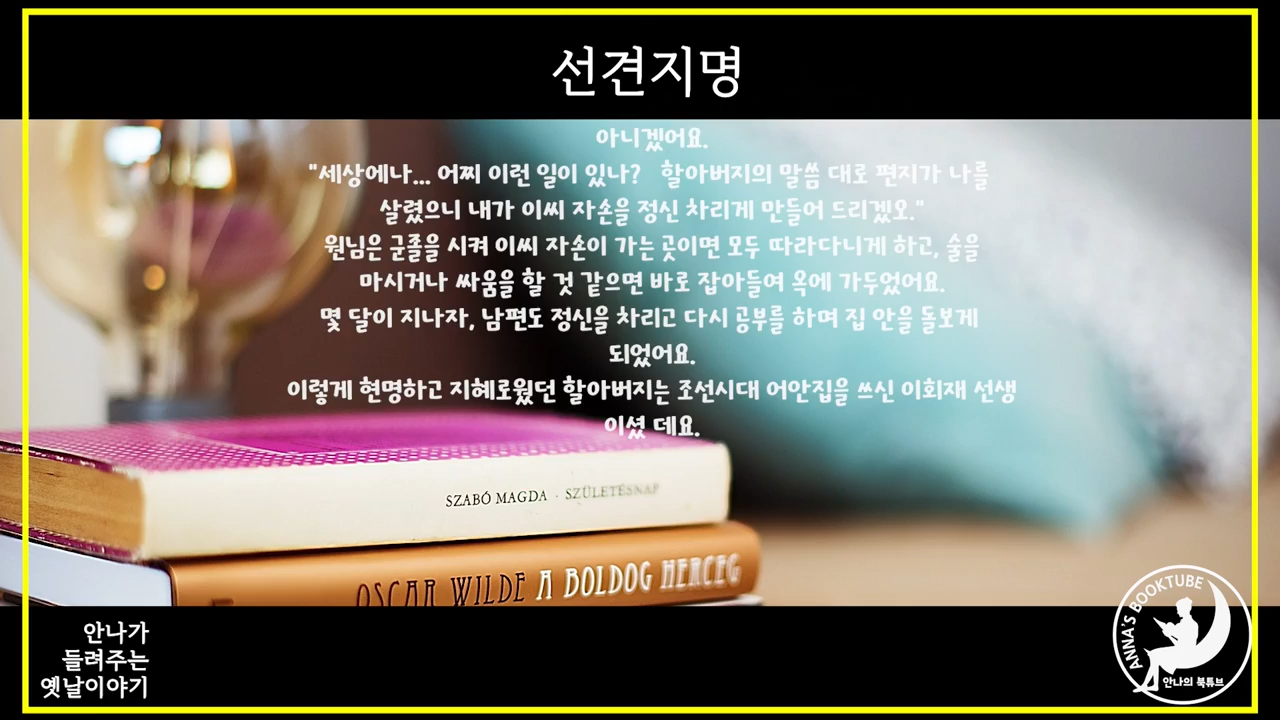 선견지명
아니겠어요.
"세상에나... 어찌 이런 일이 있나? 할아버지의 말씀 대로 편지가 나를
살렸으니 내가 이씨 자손을 정신 차리게 만들어 드리겠오."
원님은 군졸을 시켜 이씨 자손이 가는 곳이면 모두 따라다니게 하고, 술을
마시거나 싸움을 할 것 같으면 바로 잡아들여 옥에 가두었어요.
몇 달이 지나자, 남편도 정신을 차리고 다시 공부를 하며 집 안을 돌보게
되었어요.
이렇게 현명하고 지혜로웠던 할아버지는 조선시대 어안집을 쓰신 이회재 선생
이셨 데요.
SZABÓ MAGDA · SZÜLETÉSNAP
OSCAR WILDE A BOLDOG HERCEG
안나가
들려주는
옛날이야기
ANNA'S BOOKTUBE
안나의 북튜브